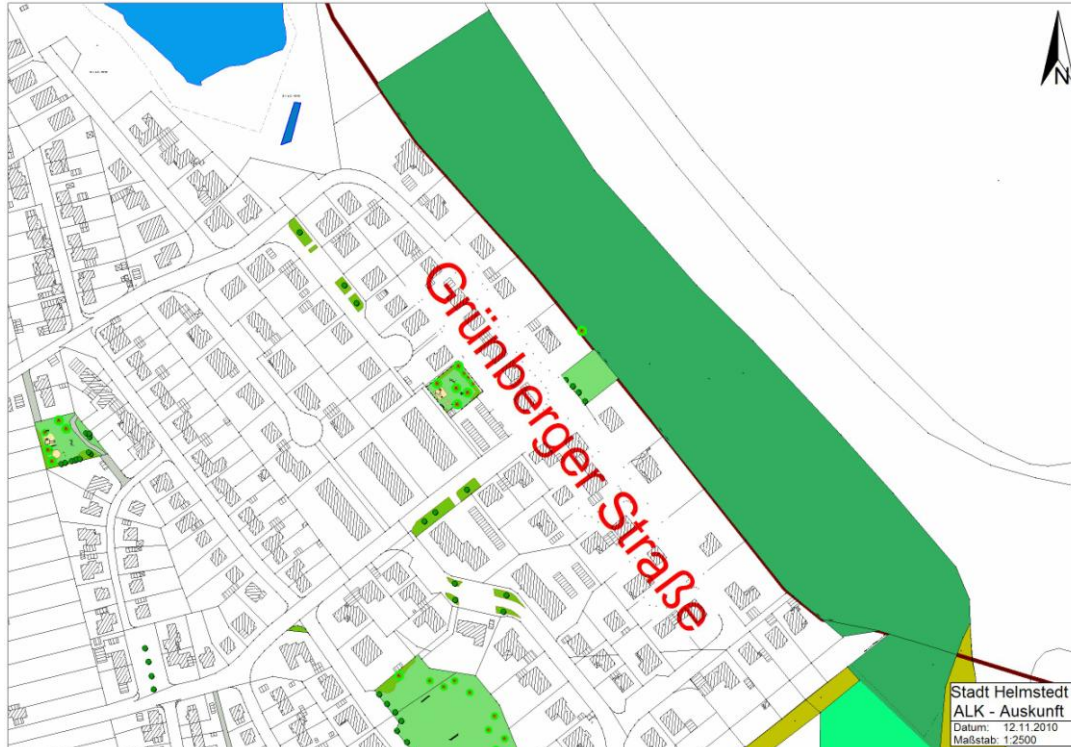 N
Grünberger Straße
Stadt Helmstedt
ALK - Auskunft
Datum: 12.11.2010
Maßstab: 1:2500